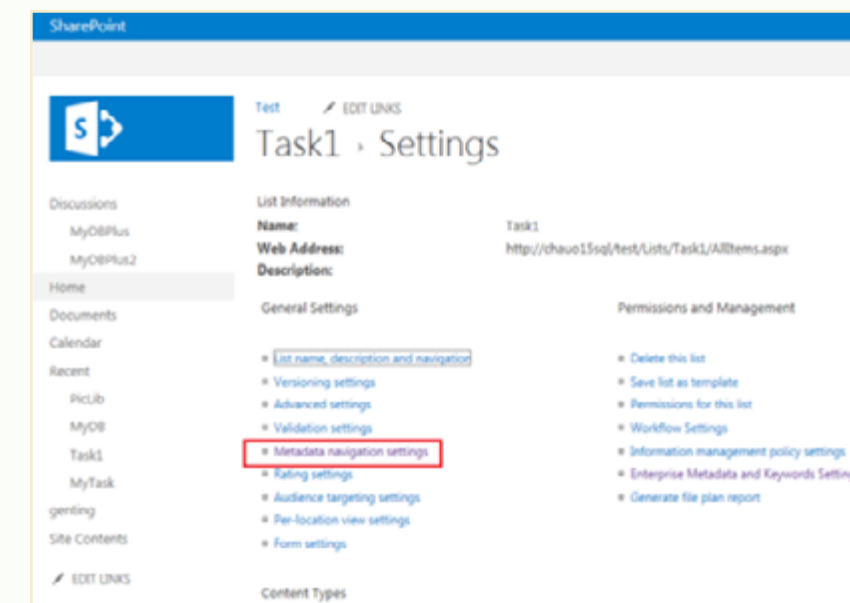 SharePoint
Test EDIT LINKS
Task1 › Settings
List Information
Name: Task1
Web Address: http://chauo15sql/test/Lists/Task1/AllItems.aspx
Description:
General Settings
List name, description and navigation
Versioning settings
Advanced settings
Validation settings
Metadata navigation settings
Rating settings
Audience targeting settings
Per-location view settings
Form settings
Permissions and Management
Delete this list
Save list as template
Permissions for this list
Workflow Settings
Information management policy settings
Enterprise Metadata and Keywords Settin
Generate file plan report
Content Types
S
Discussions
MyDBPlus
MyDBPlus2
Home
Documents
Calendar
Recent
PicLib
MyDB
Task1
MyTask
genting
Site Contents
EDIT LINKS